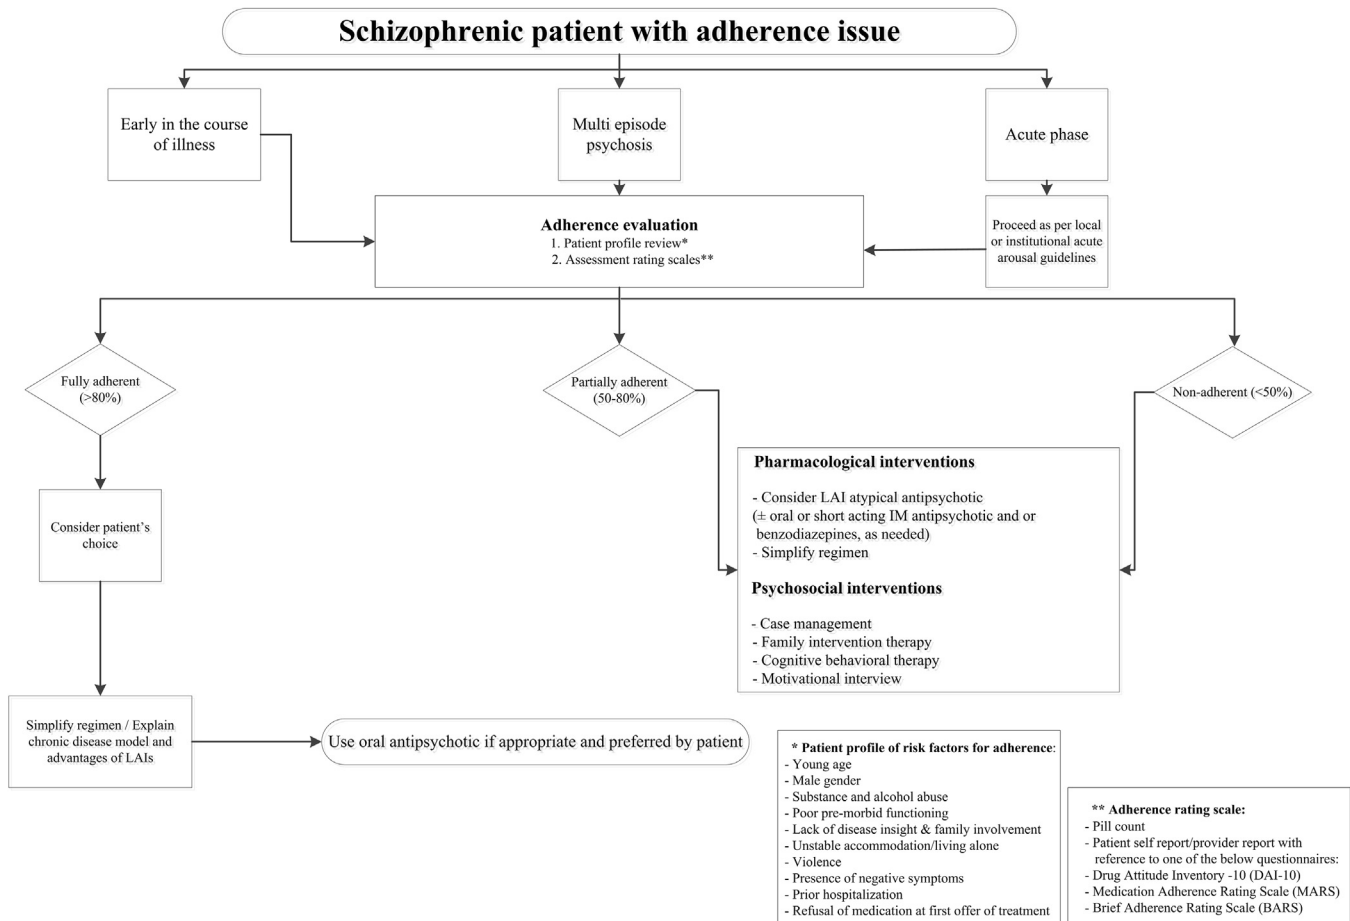 Schizophrenic patient with adherence issue
Early in the course
of illness
Multi episode
psychosis
Acute phase
Adherence evaluation
1. Patient profile review*
2. Assessment rating scales**
Proceed as per local
or institutional acute
arousal guidelines
Fully adherent
(>80%)
Partially adherent
(50-80%)
Non-adherent (<50%)
Consider patient's
choice
Pharmacological interventions
- Consider LAI atypical antipsychotic
(± oral or short acting IM antipsychotic and or
benzodiazepines, as needed)
- Simplify regimen
Psychosocial interventions
- Case management
- Family intervention therapy
- Cognitive behavioral therapy
- Motivational interview
Simplify regimen / Explain
chronic disease model and
advantages of LAIs
Use oral antipsychotic if appropriate and preferred by patient
* Patient profile of risk factors for adherence:
- Young age
- Male gender
- Substance and alcohol abuse
- Poor pre-morbid functioning
- Lack of disease insight & family involvement
- Unstable accommodation/living alone
- Violence
- Presence of negative symptoms
- Prior hospitalization
- Refusal of medication at first offer of treatment
** Adherence rating scale:
- Pill count
- Patient self report/provider report with
reference to one of the below questionnaires:
- Drug Attitude Inventory -10 (DAI-10)
- Medication Adherence Rating Scale (MARS)
- Brief Adherence Rating Scale (BARS)